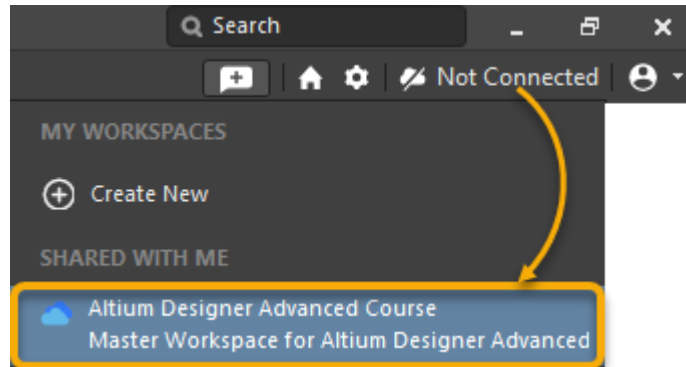 Search
Not Connected
MY WORKSPACES
Create New
SHARED WITH ME
Altium Designer Advanced Course
Master Workspace for Altium Designer Advanced